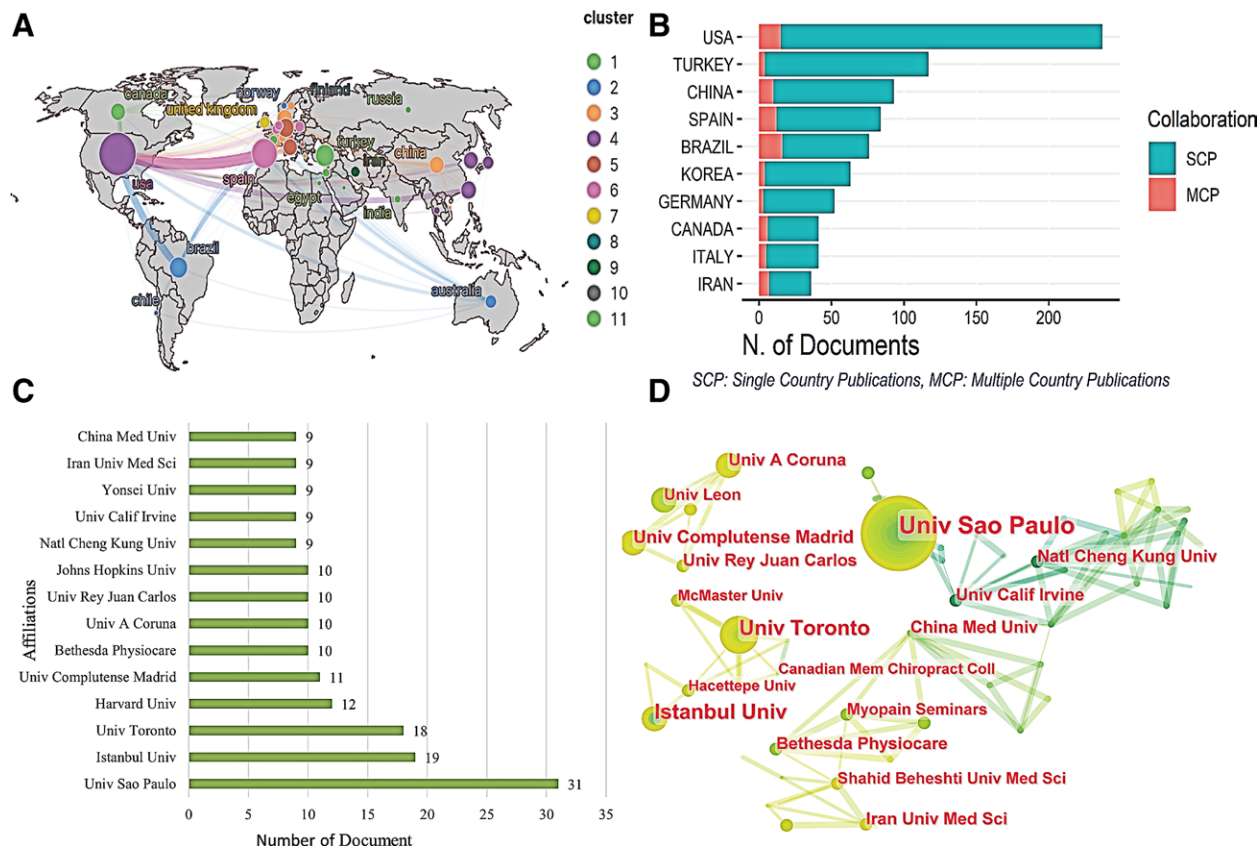 A
canada
norway
finland
russia
united kingdom
turkey
china
iran
usa
spain
egypt
india
brazil
chile
australia
cluster
1
2
3
4
5
6
7
8
9
10
11
B
USA
TURKEY
CHINA
SPAIN
BRAZIL
KOREA
GERMANY
CANADA
ITALY
IRAN
0 50 100 150 200
N. of Documents
Collaboration
SCP
MCP
SCP: Single Country Publications, MCP: Multiple Country Publications
C
Affiliations
China Med Univ 9
Iran Univ Med Sci 9
Yonsei Univ 9
Univ Calif Irvine 9
Natl Cheng Kung Univ 9
Johns Hopkins Univ 10
Univ Rey Juan Carlos 10
Univ A Coruna 10
Bethesda Physiocare 10
Univ Complutense Madrid 11
Harvard Univ 12
Univ Toronto 18
Istanbul Univ 19
Univ Sao Paulo 31
0 5 10 15 20 25 30 35
Number of Document
D
Univ A Coruna
Univ Leon
Univ Sao Paulo
Univ Complutense Madrid
Univ Rey Juan Carlos
Natl Cheng Kung Univ
Univ Calif Irvine
McMaster Univ
Univ Toronto
China Med Univ
Canadian Mem Chiropract Coll
Hacettepe Univ
Istanbul Univ
Myopain Seminars
Bethesda Physiocare
Shahid Beheshti Univ Med Sci
Iran Univ Med Sci